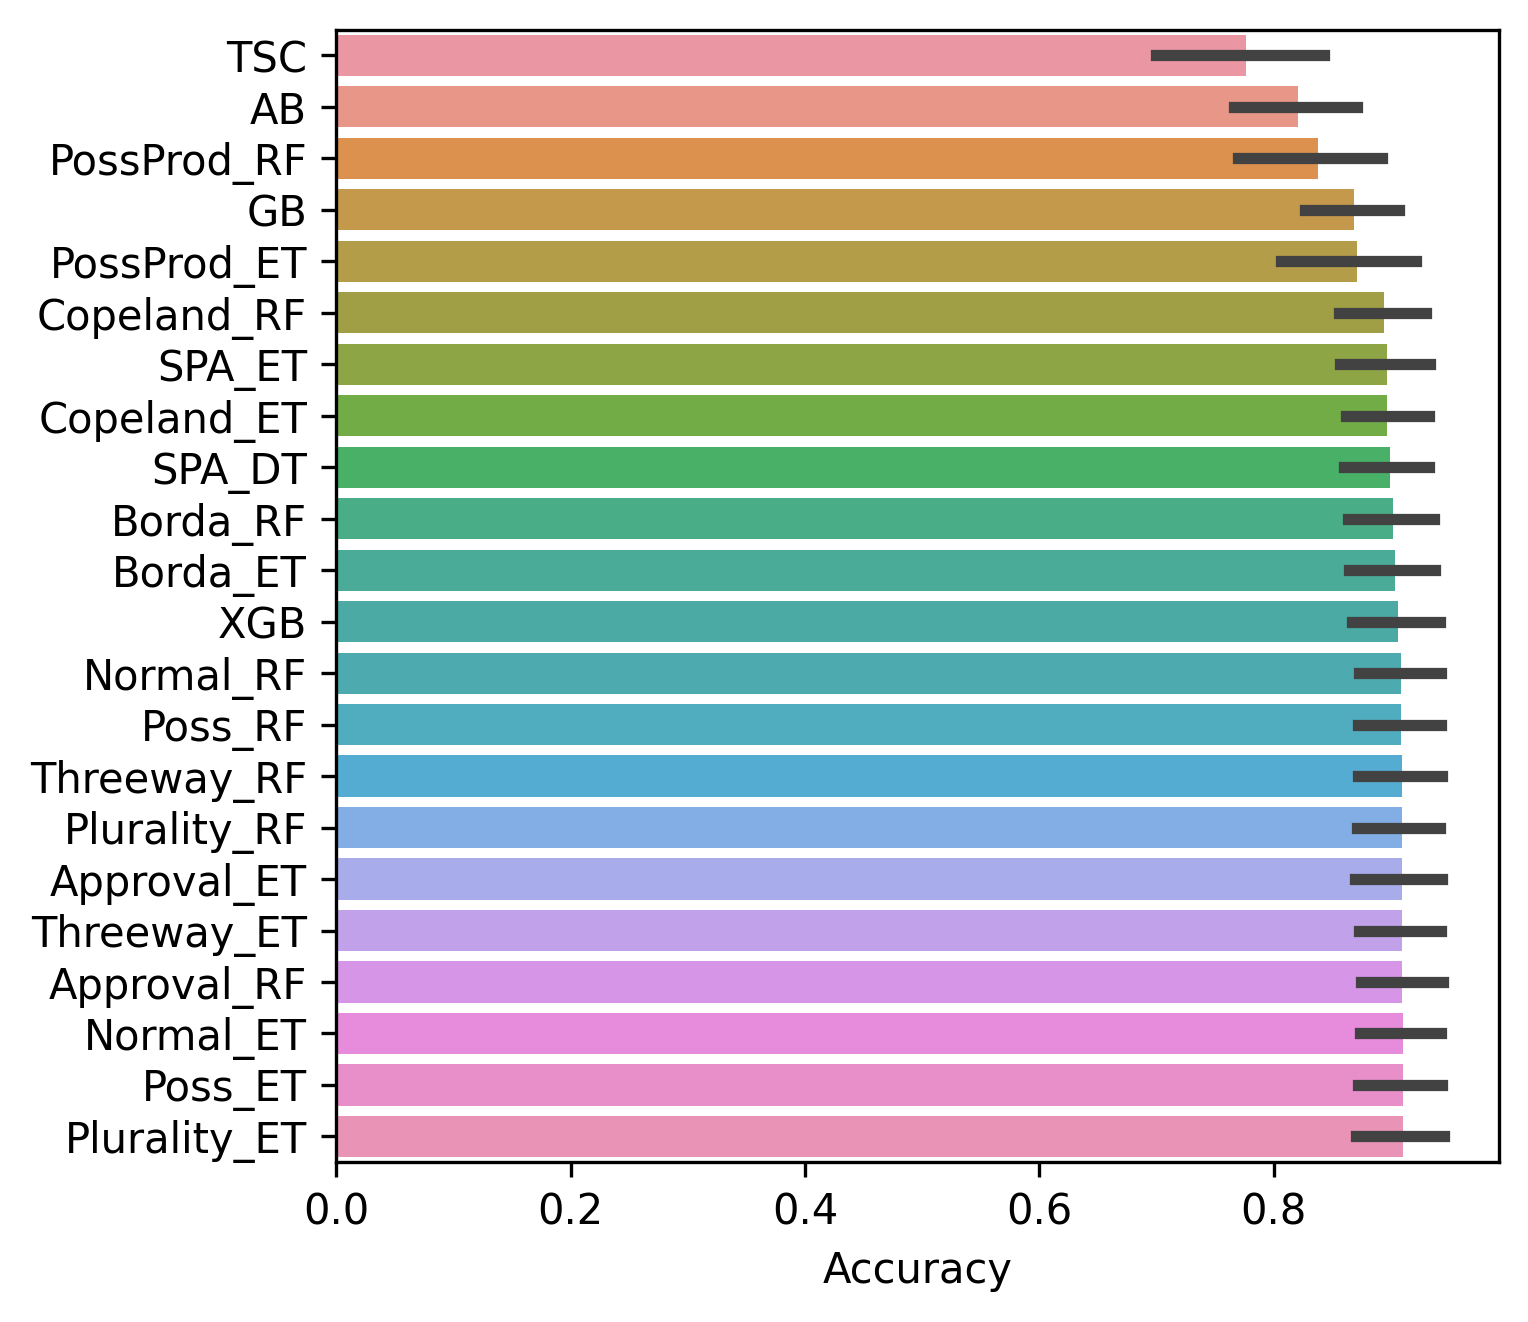 TSC
AB
PossProd_RF
GB
PossProd_ET
Copeland_RF
SPA_ET
Copeland_ET
SPA_DT
Borda_RF
Borda_ET
XGB
Normal_RF
Poss_RF
Threeway_RF
Plurality_RF
Approval_ET
Threeway_ET
Approval_RF
Normal_ET
Poss_ET
Plurality_ET
0.0 0.2 0.4 0.6 0.8
Accuracy